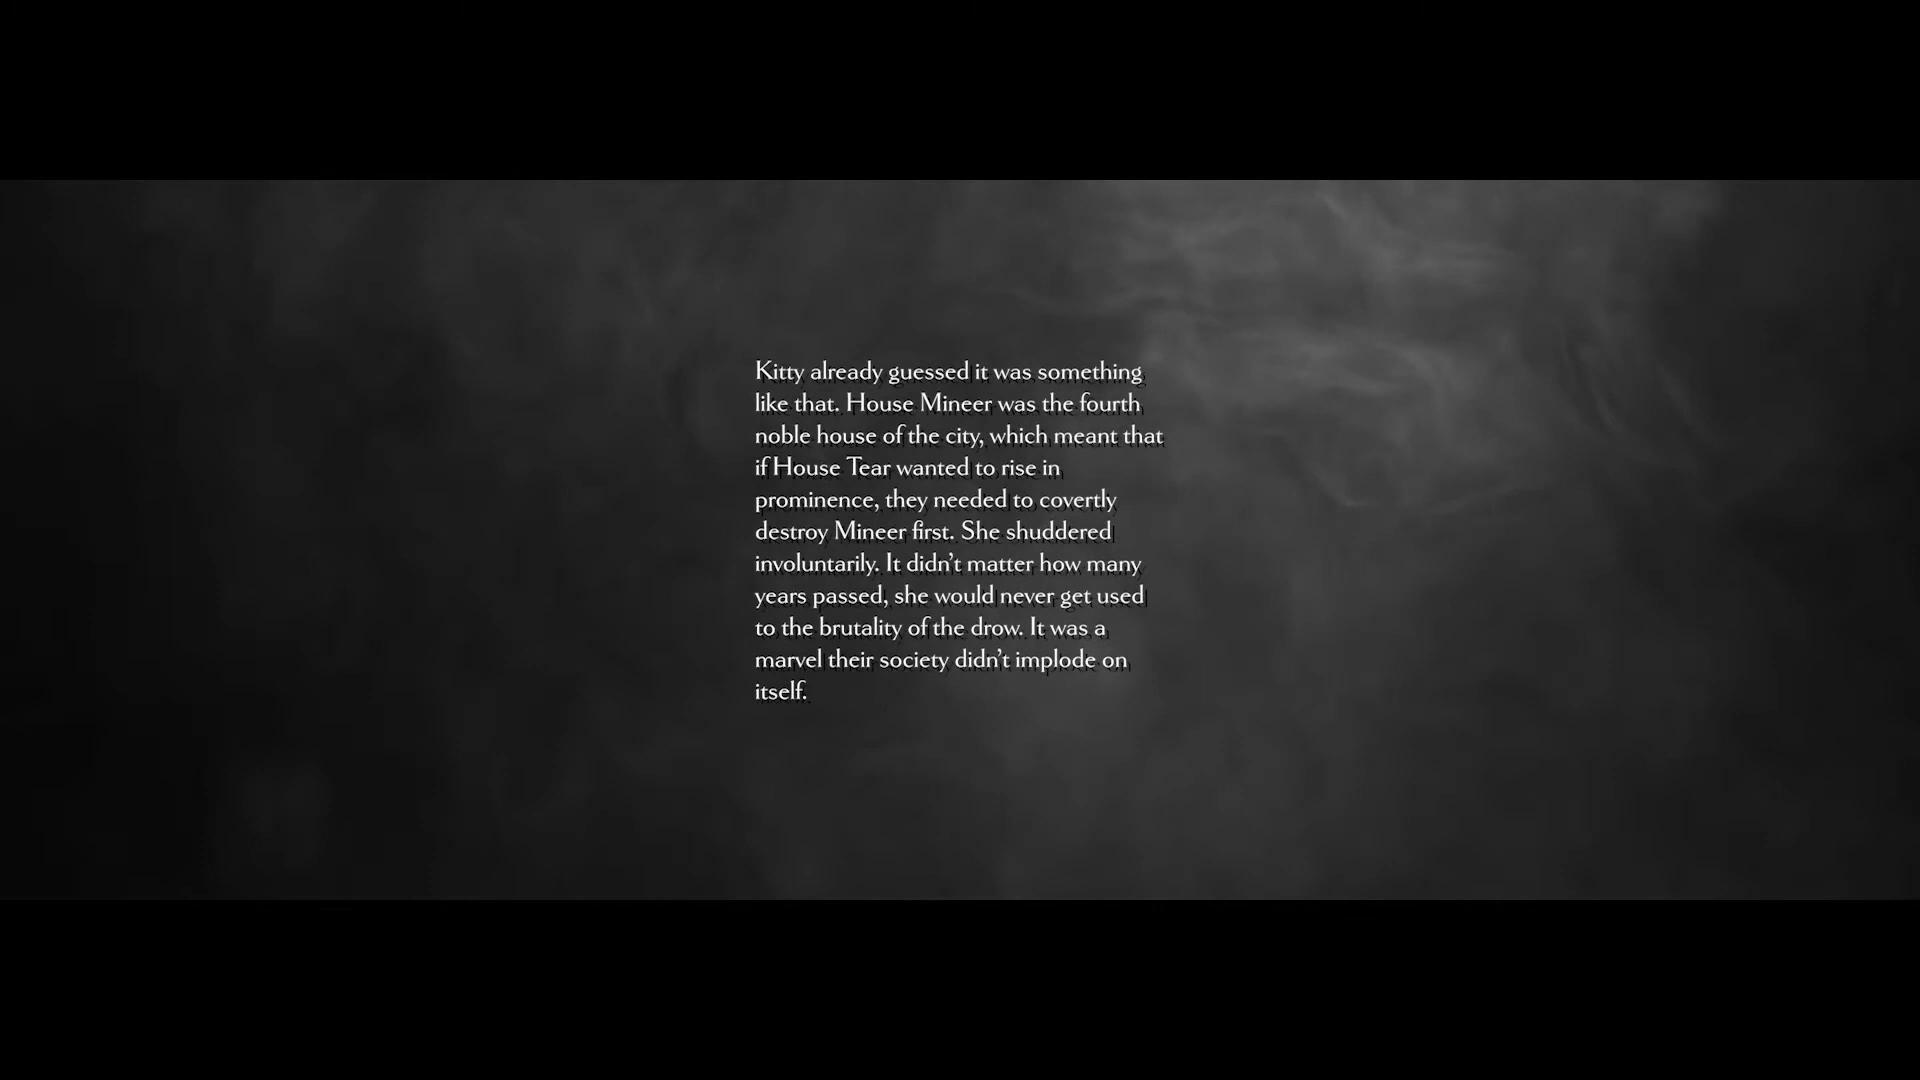 Kitty already guessed it was something
like that. House Mineer was the fourth
noble house of the city, which meant that
if House Tear wanted to rise in
prominence, they needed to covertly
destroy Mineer first. She shuddered
involuntarily. It didn’t matter how many
years passed, she would never get used
to the brutality of the drow. It was a
marvel their society didn’t implode on
itself.